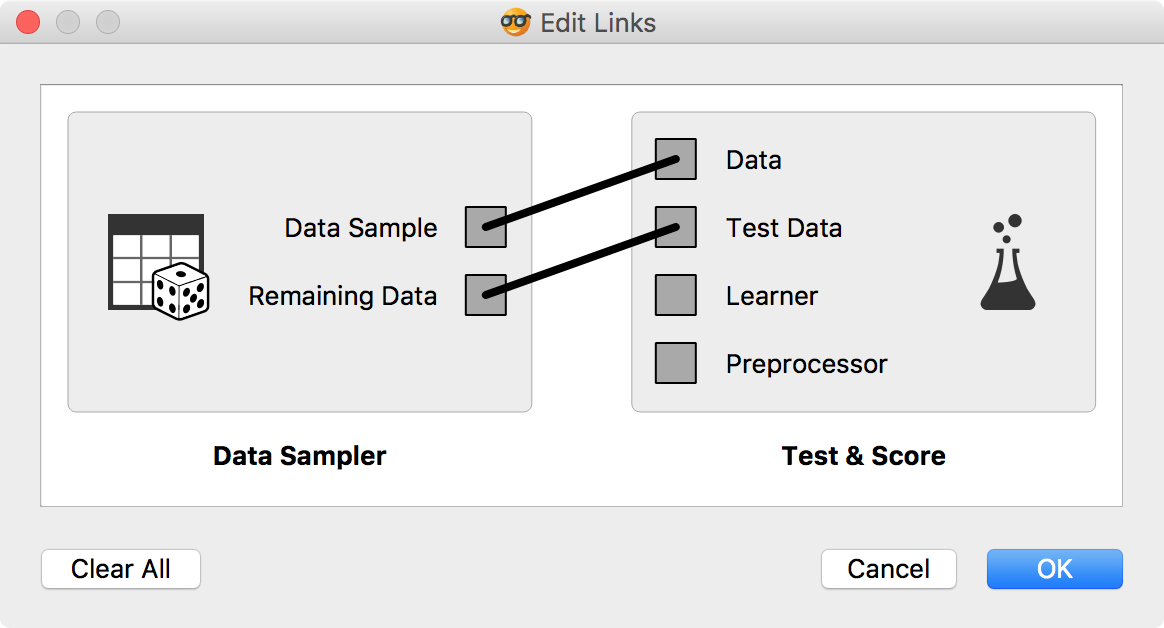 Edit Links
Data
Data Sample
Test Data
Remaining Data
Learner
Preprocessor
Data Sampler
Test & Score
Clear All
Cancel
OK